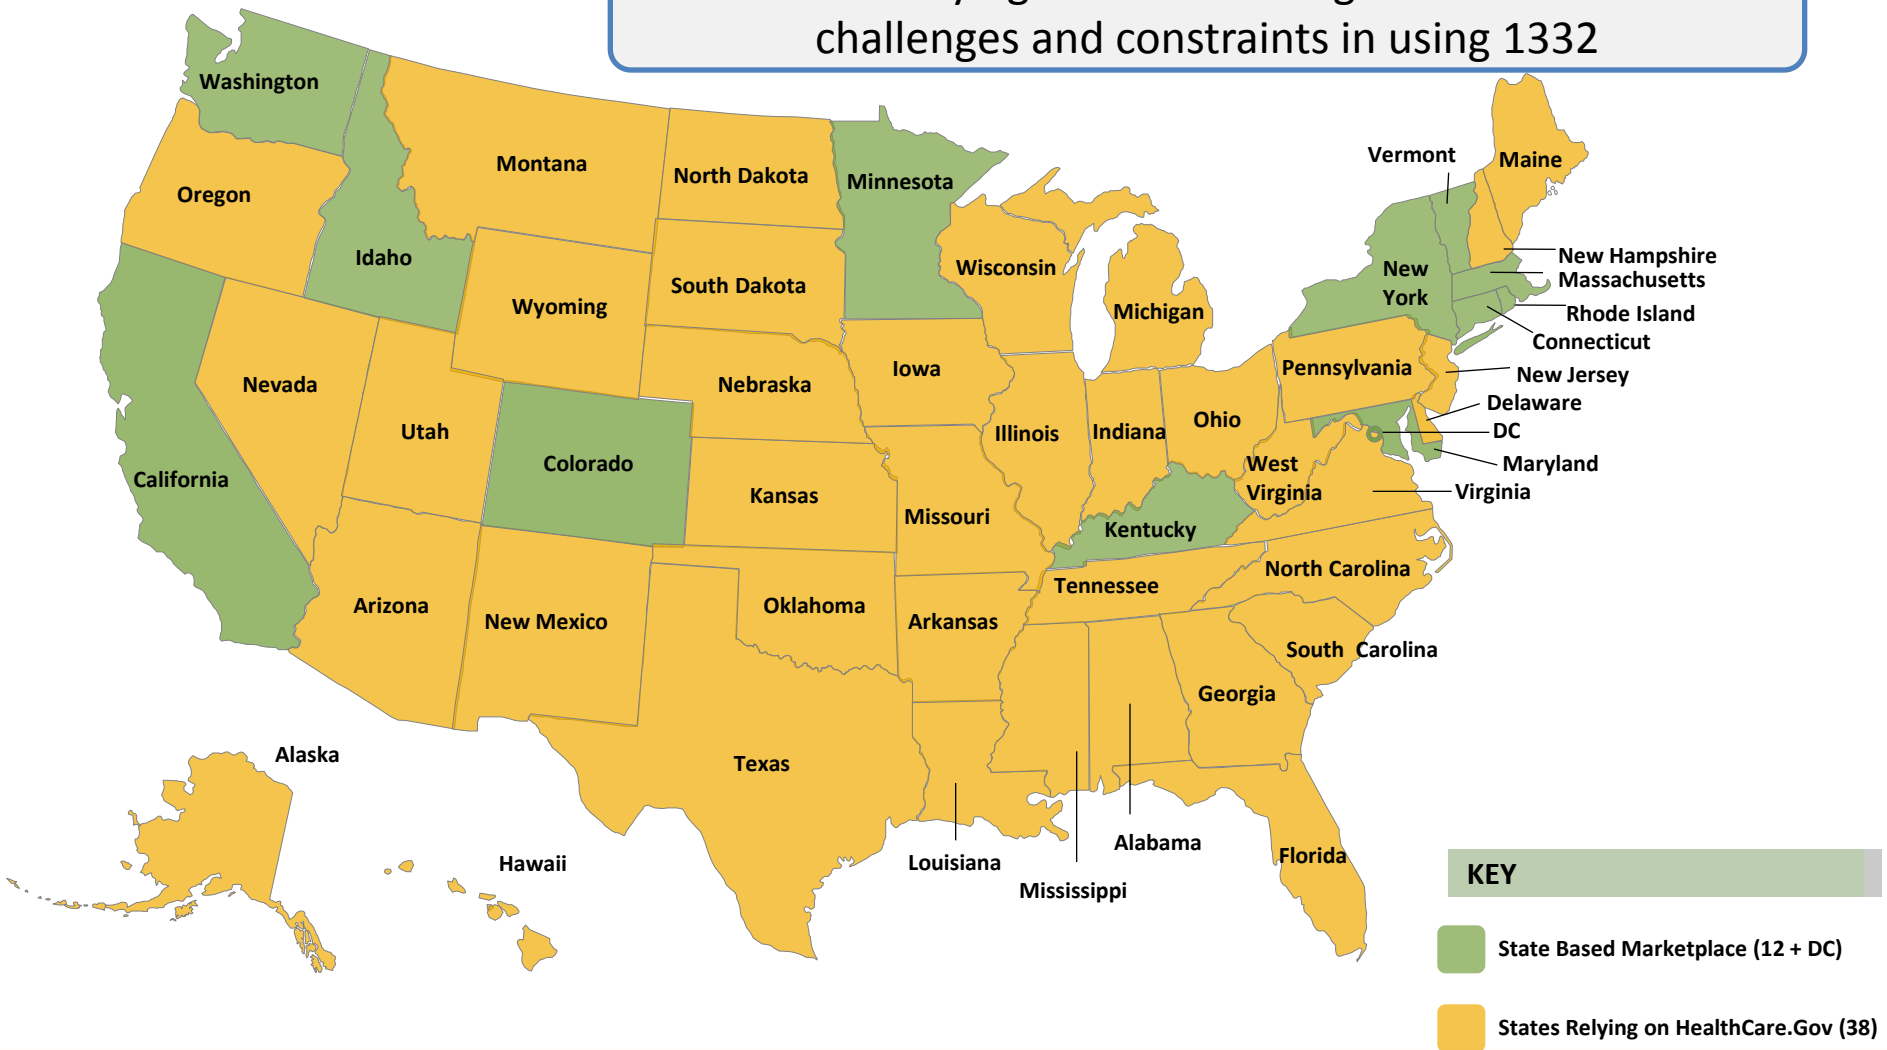 challenges and constraints in using 1332
Washington
Montana
North Dakota
Minnesota
Vermont
Maine
Oregon
Idaho
Wyoming
South Dakota
Wisconsin
Michigan
New
York
New Hampshire
Massachusetts
Rhode Island
Connecticut
Nevada
Utah
Nebraska
Iowa
Pennsylvania
New Jersey
Delaware
DC
Maryland
Virginia
California
Colorado
Kansas
Missouri
Illinois
Indiana
Ohio
West
Virginia
Kentucky
Arizona
New Mexico
Oklahoma
Arkansas
Tennessee
North Carolina
South Carolina
Georgia
Texas
Alaska
Hawaii
Louisiana
Mississippi
Alabama
Florida
KEY
State Based Marketplace (12 + DC)
States Relying on HealthCare.Gov (38)